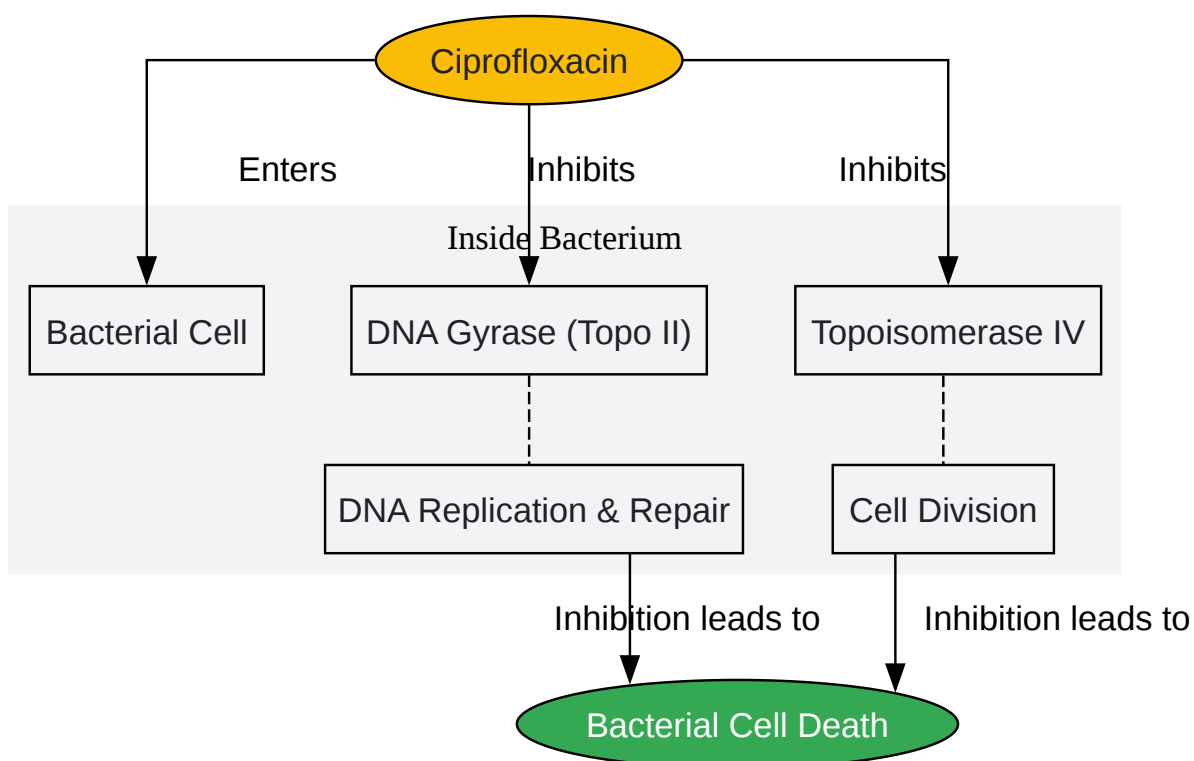 Ciprofloxacin
Enters
Inhibits
Inhibits
Inside Bacterium
Bacterial Cell
DNA Gyrase (Topo II)
Topoisomerase IV
DNA Replication & Repair
Cell Division
Inhibition leads to
Inhibition leads to
Bacterial Cell Death